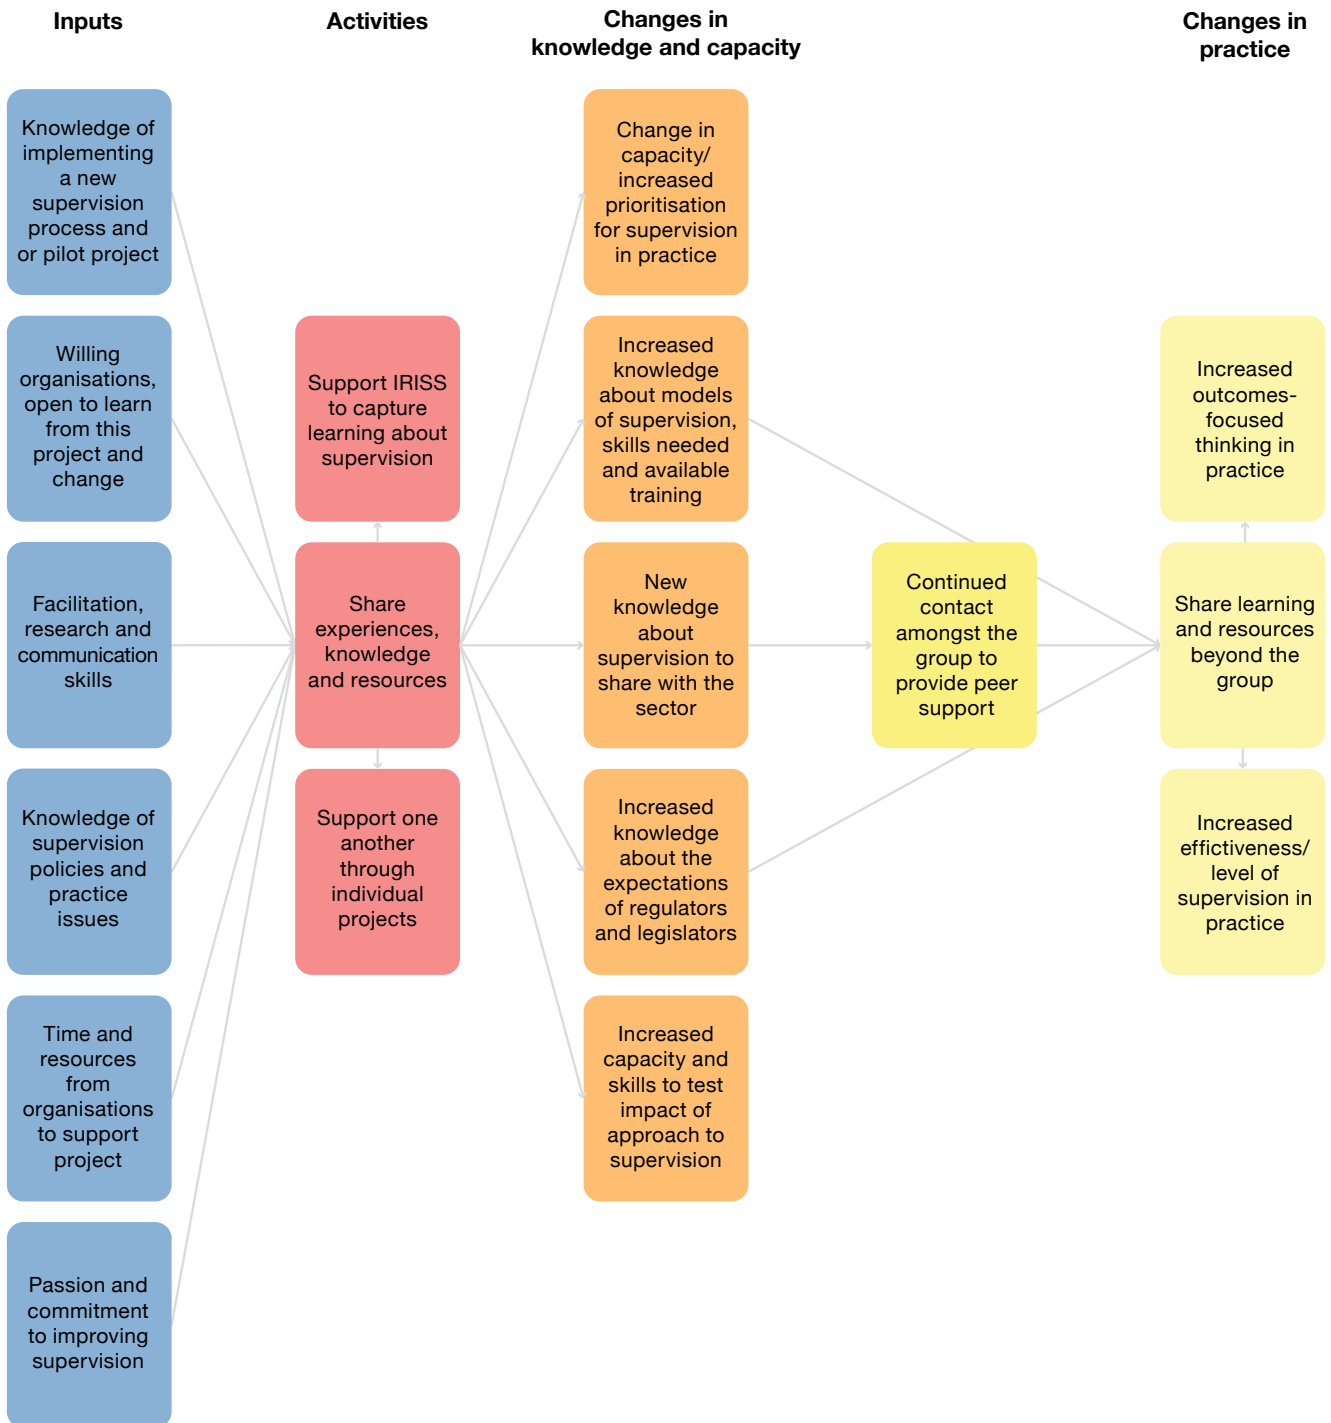 Inputs
Activities
Changes in
knowledge and capacity
Changes in
practice
Knowledge of
implementing
a new
supervision
process and
or pilot project
Willing
organisations,
open to learn
from this
project and
change
Facilitation,
research and
communication
skills
Knowledge of
supervision
policies and
practice
issues
Time and
resources
from
organisations
to support
project
Passion and
commitment
to improving
supervision
Support IRISS
to capture
learning about
supervision
Share
experiences,
knowledge
and resources
Support one
another
through
individual
projects
Change in
capacity/
increased
prioritisation
for supervision
in practice
Increased
knowledge
about models
of supervision,
skills needed
and available
training
New
knowledge
about
supervision to
share with the
sector
Increased
knowledge
about the
expectations
of regulators
and legislators
Increased
capacity and
skills to test
impact of
approach to
supervision
Continued
contact
amongst the
group to
provide peer
support
Increased
outcomes-
focused
thinking in
practice
Share learning
and resources
beyond the
group
Increased
effictiveness/
level of
supervision in
practice